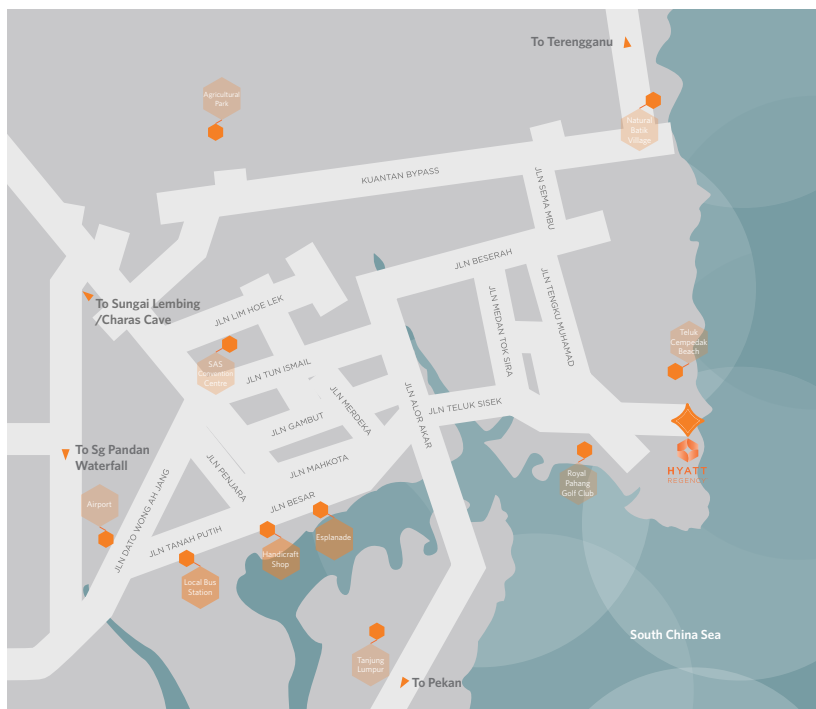 To Terengganu
Agricultural
Park
Natural
Batik
Village
KUANTAN BYPASS
JLN SEMA MBU
JLN BESERAH
To Sungai Lembing
/Charas Cave
JLN LIM HOE LEK
JLN MEDAN TOK SIRA
JLN TENGKU MUHAMAD
Teluk
Cempedak
Beach
SAS
Convention
Centre
JLN TUN ISMAIL
JLN MERDEKA
JLN ALOR AKAR
JLN TELUK SISEK
JLN GAMBUT
To Sg Pandan
Waterfall
JLN PENJARA
JLN MAHKOTA
HYATT
REGENCY
Royal
Pahang
Golf Club
Airport
JLN DATO WONG AH JANG
JLN BESAR
JLN TANAH PUTIH
Esplanade
Handicraft
Shop
Local Bus
Station
South China Sea
Tanjung
Lumpur
To Pekan